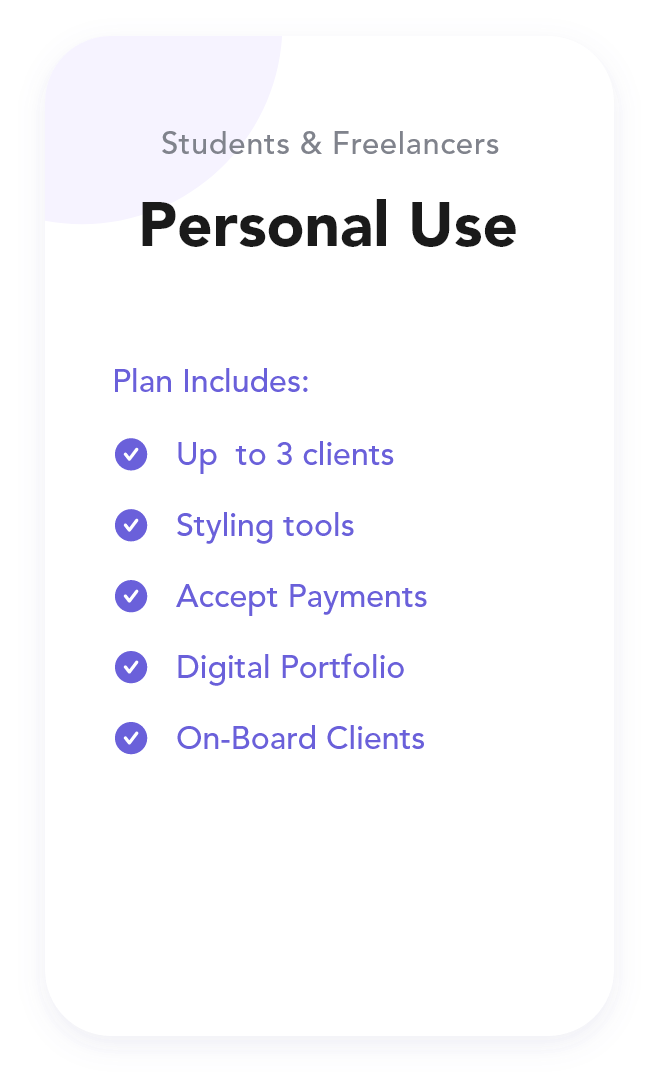 Students & Freelancers
Personal Use
Plan Includes:
Up  to 3 clients
Styling tools
Accept Payments
Digital Portfolio
On-Board Clients